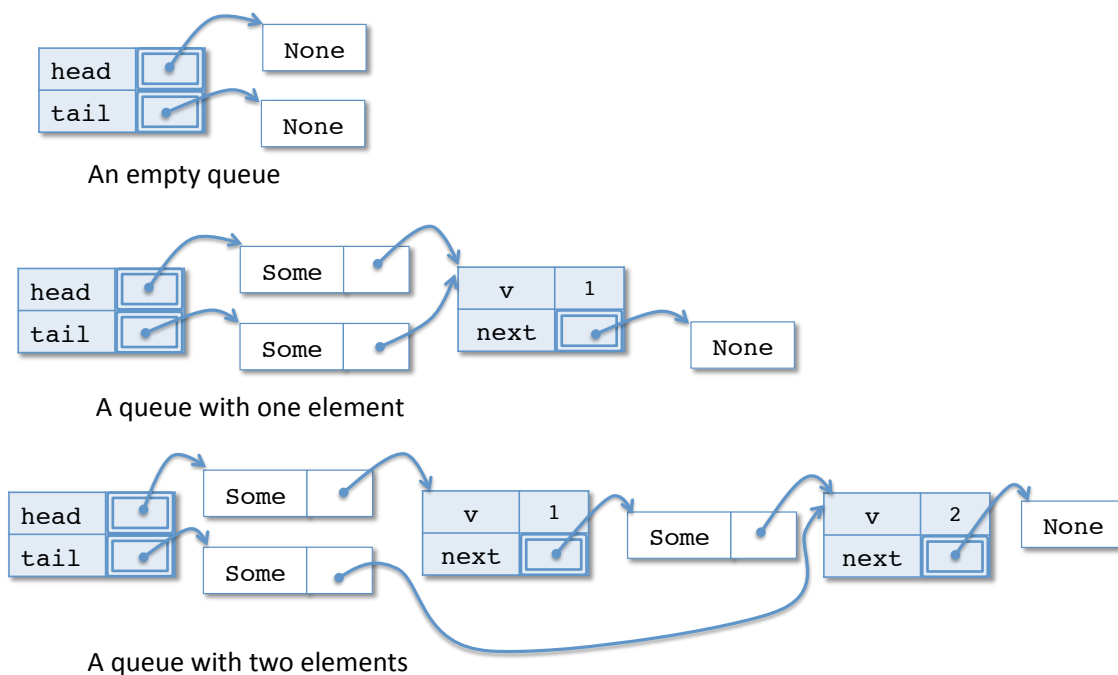 None
head
tail
None
An empty queue
Some
head
v 1
tail
Some
next
None
A queue with one element
Some
head
v 1
Some
v 2
None
tail
Some
next
next
A queue with two elements